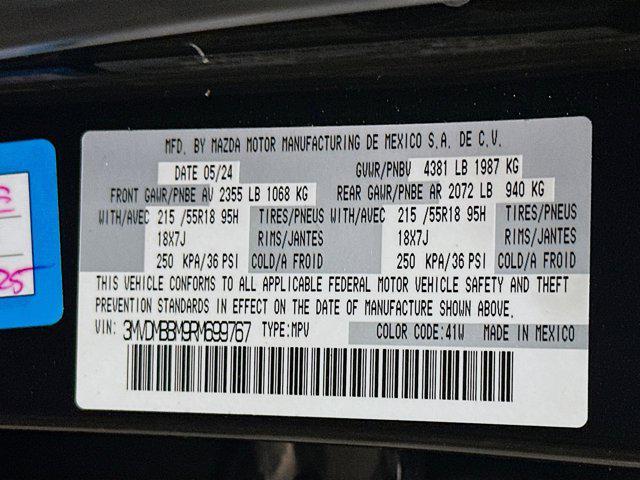 MFD. BY MAZDA MOTOR MANUFACTURING DE MEXICO S.A. DE C.V.
DATE 05/24 GVWR/PNBV 4381 LB 1987 KG
FRONT GAWR/PNBE AV 2355 LB 1068 KG REAR GAWR/PNBE AR 2072 LB 940 KG
WITH/AVEC 215 /55R18 95H TIRES/PNEUS WITH/AVEC 215 /55R18 95H TIRES/PNEUS
18X7J RIMS/JANTES 18X7J RIMS/JANTES
250 KPA/36 PSI COLD/A FROID 250 KPA/36 PSI COLD/A FROID
THIS VEHICLE CONFORMS TO ALL APPLICABLE FEDERAL MOTOR VEHICLE SAFETY AND THEFT
PREVENTION STANDARDS IN EFFECT ON THE DATE OF MANUFACTURE SHOWN ABOVE.
VIN: 3MVDMBBM9RM699767 TYPE:MPV COLOR CODE:41W MADE IN MEXICO